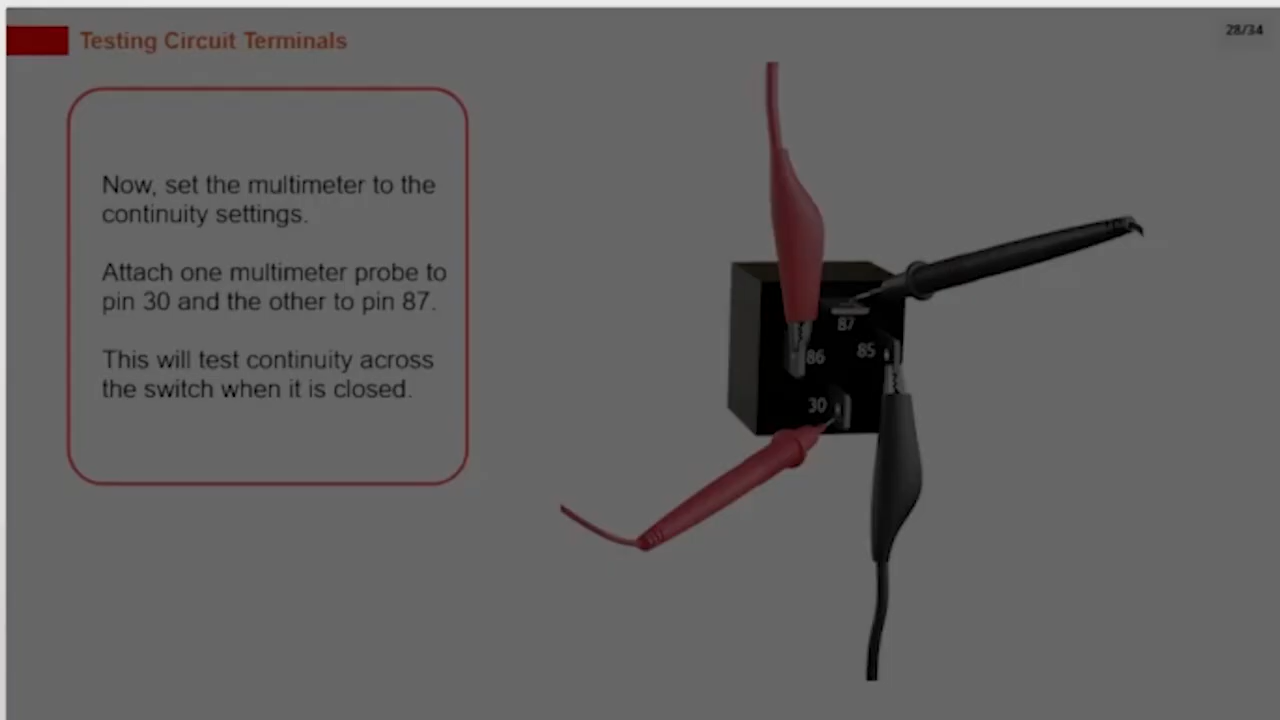 Testing Circuit Terminals
28/34
Now, set the multimeter to the
continuity settings.
Attach one multimeter probe to
pin 30 and the other to pin 87.
This will test continuity across
the switch when it is closed.
87
86
85
30